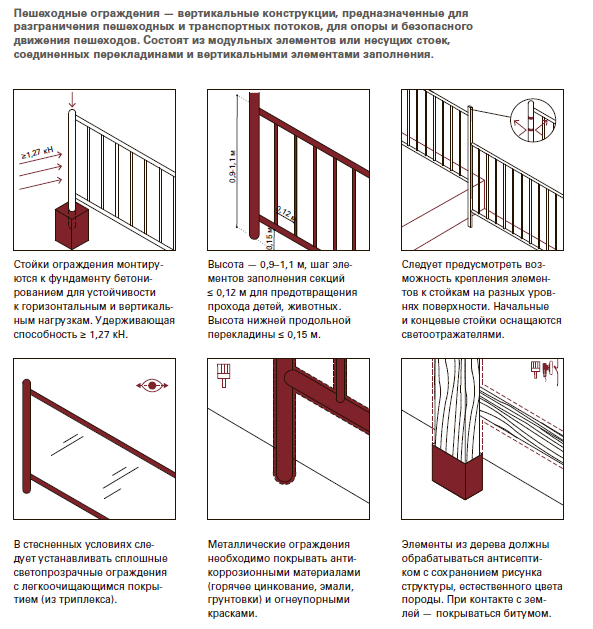 Пешеходные ограждения — вертикальные конструкции, предназначенные для
разграничения пешеходных и транспортных потоков, для опоры и безопасного
движения пешеходов. Состоят из модульных элементов или несущих стоек,
соединенных перекладинами и вертикальными элементами заполнения.
≥1,27 кН
0,9-1,1 м
0,12 м
0,15 м
Стойки ограждения монтиру-
ются к фундаменту бетони-
рованием для устойчивости
к горизонтальным и вертикаль-
ным нагрузкам. Удерживающая
способность ≥ 1,27 кН.
Высота — 0,9–1,1 м, шаг эле-
ментов заполнения секций
≤ 0,12 м для предотвращения
прохода детей, животных.
Высота нижней продольной
перекладины ≤ 0,15 м.
Следует предусмотреть воз-
можность крепления элемен-
тов к стойкам на разных уров-
нях поверхности. Начальные
и концевые стойки оснащаются
светоотражателями.
В стесненных условиях сле-
дует устанавливать сплошные
светопрозрачные ограждения
с легкоочищающимся покры-
тием (из триплекса).
Металлические ограждения
необходимо покрывать анти-
коррозионными материалами
(горячее цинкование, эмали,
грунтовки) и огнеупорными
красками.
Элементы из дерева должны
обрабатываться антисепти-
ком с сохранением рисунка
структуры, естественного цвета
породы. При контакте с зем-
лей — покрываться битумом.